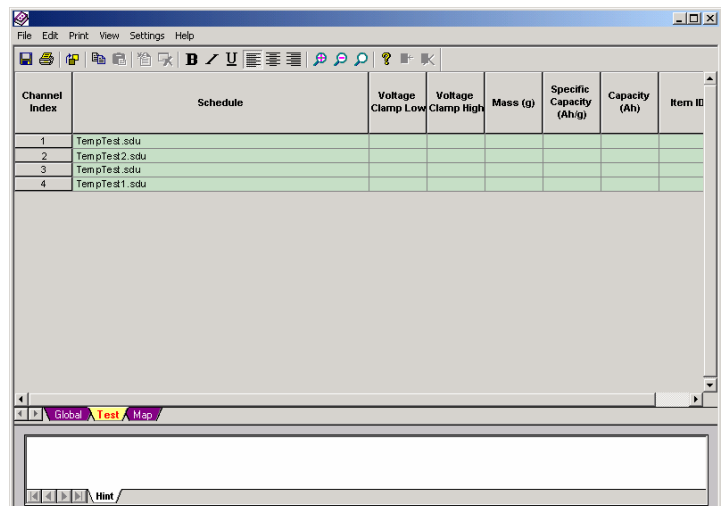 File Edit Print View Settings Help
B / U
Channel Index Schedule Voltage Clamp Low Voltage Clamp High Mass (g) Specific Capacity (Ah/g) Capacity (Ah) Item ID
1 TempTest.sdu
2 TempTest2.sdu
3 TempTest.sdu
4 TempTest1.sdu
Global Test Map
Hint